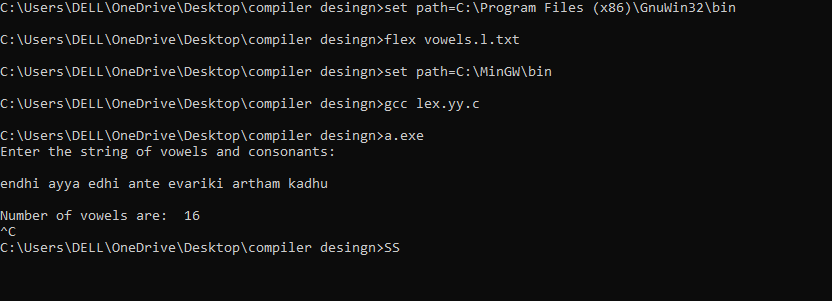 C:\Users\DELL\OneDrive\Desktop\compiler desingn>set path=C:\Program Files (x86)\GnuWin32\bin
C:\Users\DELL\OneDrive\Desktop\compiler desingn>flex vowels.l.txt
C:\Users\DELL\OneDrive\Desktop\compiler desingn>set path=C:\MinGW\bin
C:\Users\DELL\OneDrive\Desktop\compiler desingn>gcc lex.yy.c
C:\Users\DELL\OneDrive\Desktop\compiler desingn>a.exe
Enter the string of vowels and consonants:
endhi ayya edhi ante evariki artham kadhu
Number of vowels are:  16
^C
C:\Users\DELL\OneDrive\Desktop\compiler desingn>SS